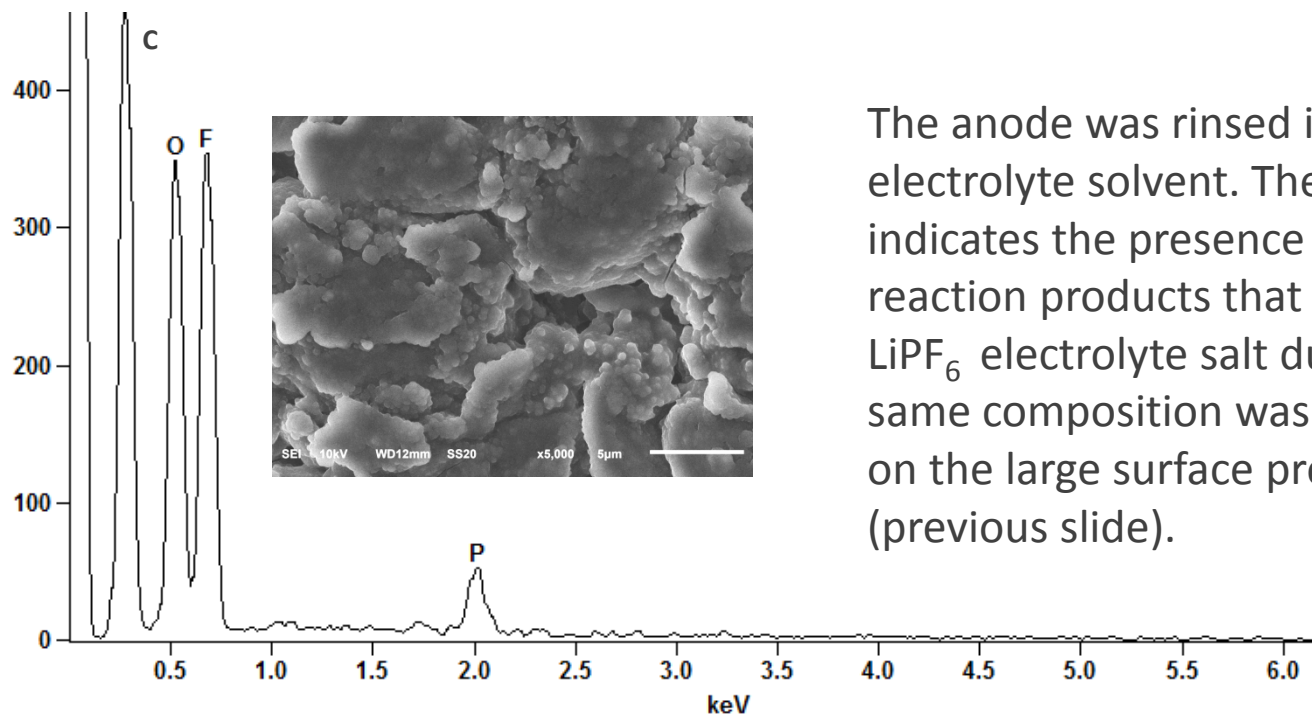 C
400
O F
300
200
100
0
P
0.5 1.0 1.5 2.0 2.5 3.0 3.5 4.0 4.5 5.0 5.5 6.0
keV
SEI 10kV WD12mm SS20 x5,000 5μm
The anode was rinsed i
electrolyte solvent. The
indicates the presence
reaction products that
LiPF₆ electrolyte salt du
same composition was
on the large surface pro
(previous slide).